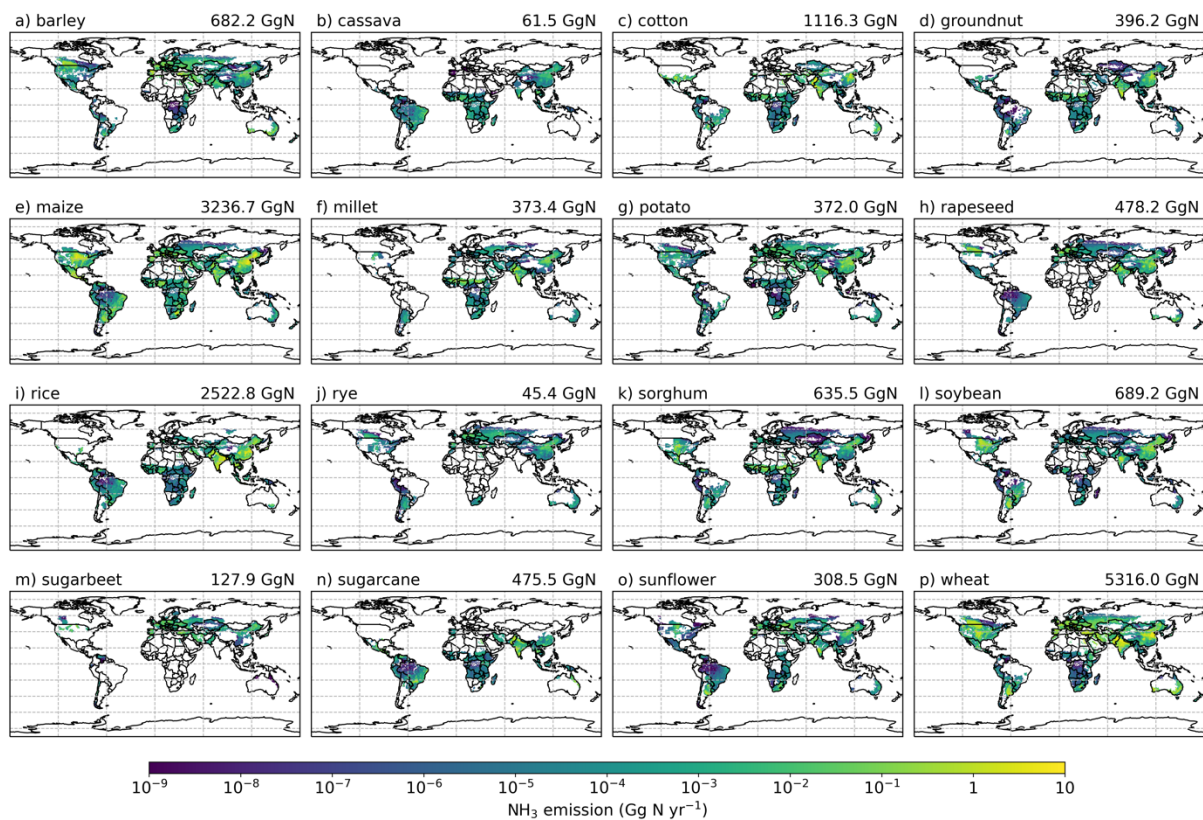 a) barley 682.2 GgN
b) cassava 61.5 GgN
c) cotton 1116.3 GgN
d) groundnut 396.2 GgN
e) maize 3236.7 GgN
f) millet 373.4 GgN
g) potato 372.0 GgN
h) rapeseed 478.2 GgN
i) rice 2522.8 GgN
j) rye 45.4 GgN
k) sorghum 635.5 GgN
l) soybean 689.2 GgN
m) sugarbeet 127.9 GgN
n) sugarcane 475.5 GgN
o) sunflower 308.5 GgN
p) wheat 5316.0 GgN
10⁻⁹ 10⁻⁸ 10⁻⁷ 10⁻⁶ 10⁻⁵ 10⁻⁴ 10⁻³ 10⁻² 10⁻¹ 1 10
NH₃ emission (Gg N yr⁻¹)